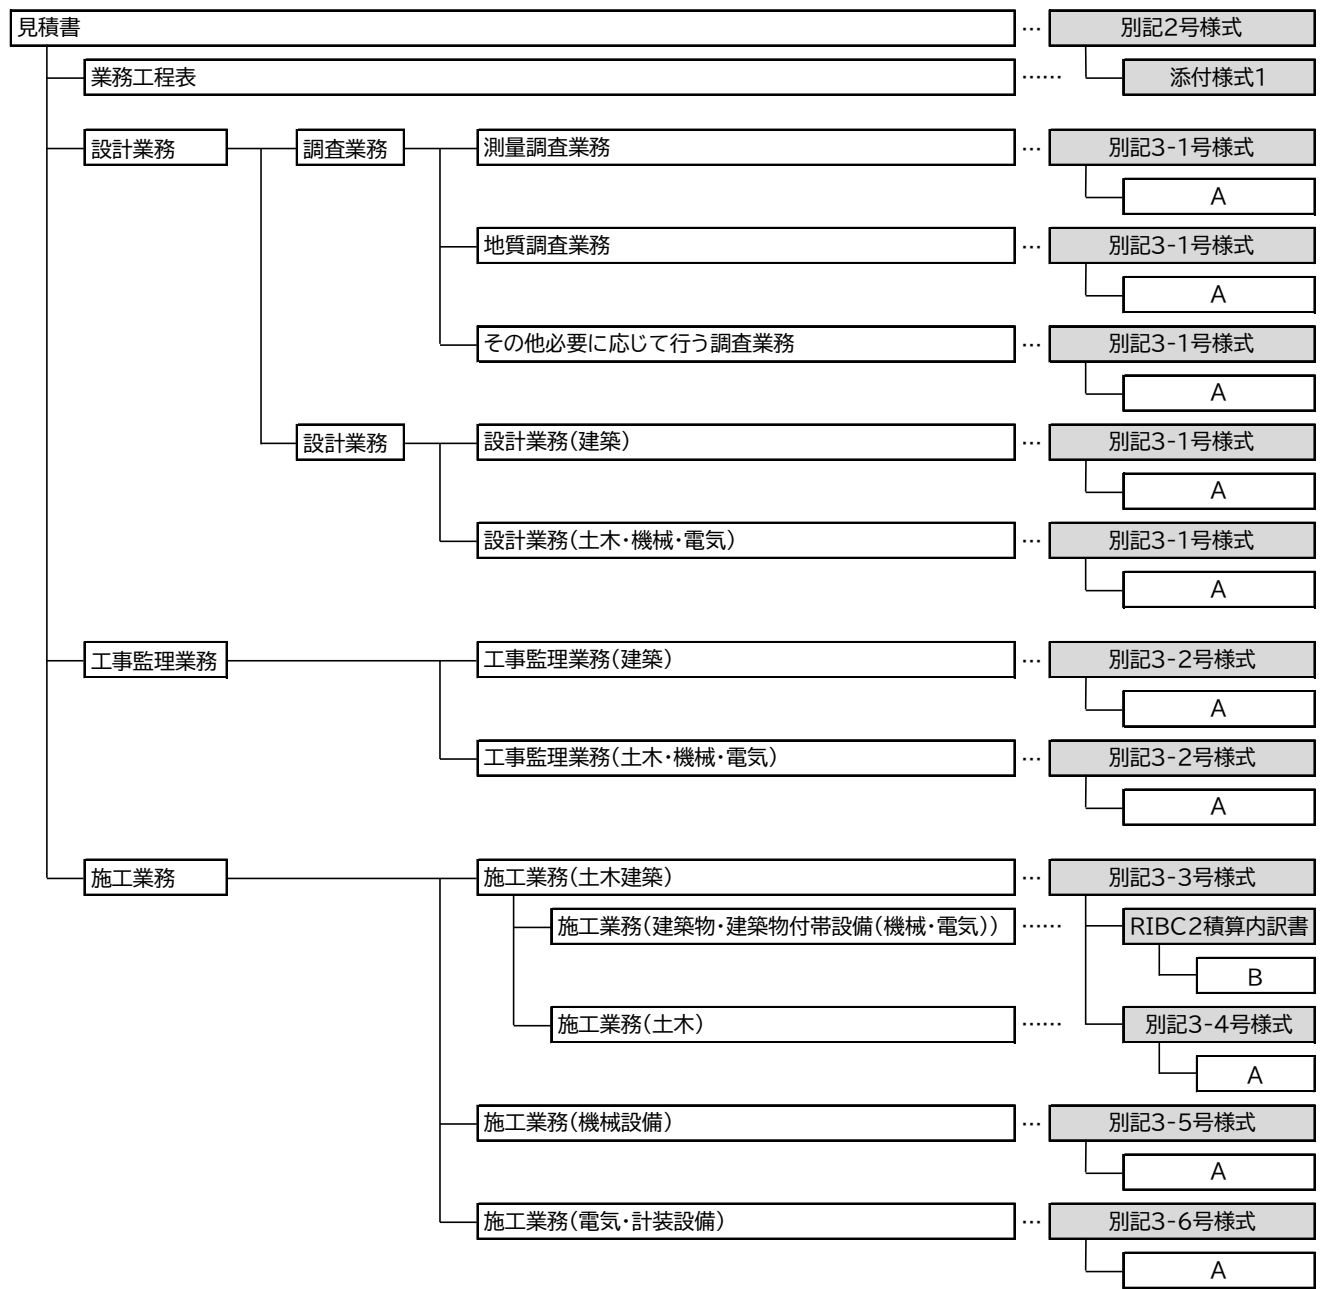 見積書 … 別記2号様式
業務工程表 …… 添付様式1
設計業務 調査業務 測量調査業務 … 別記3-1号様式
A
地質調査業務 … 別記3-1号様式
A
その他必要に応じて行う調査業務 … 別記3-1号様式
A
設計業務 設計業務(建築) … 別記3-1号様式
A
設計業務(土木・機械・電気) … 別記3-1号様式
A
工事監理業務 工事監理業務(建築) … 別記3-2号様式
A
工事監理業務(土木・機械・電気) … 別記3-2号様式
A
施工業務 施工業務(土木建築) … 別記3-3号様式
施工業務(建築物・建築物付帯設備(機械・電気)) …… RIBC2積算内訳書
B
施工業務(土木) …… 別記3-4号様式
A
施工業務(機械設備) … 別記3-5号様式
A
施工業務(電気・計装設備) … 別記3-6号様式
A